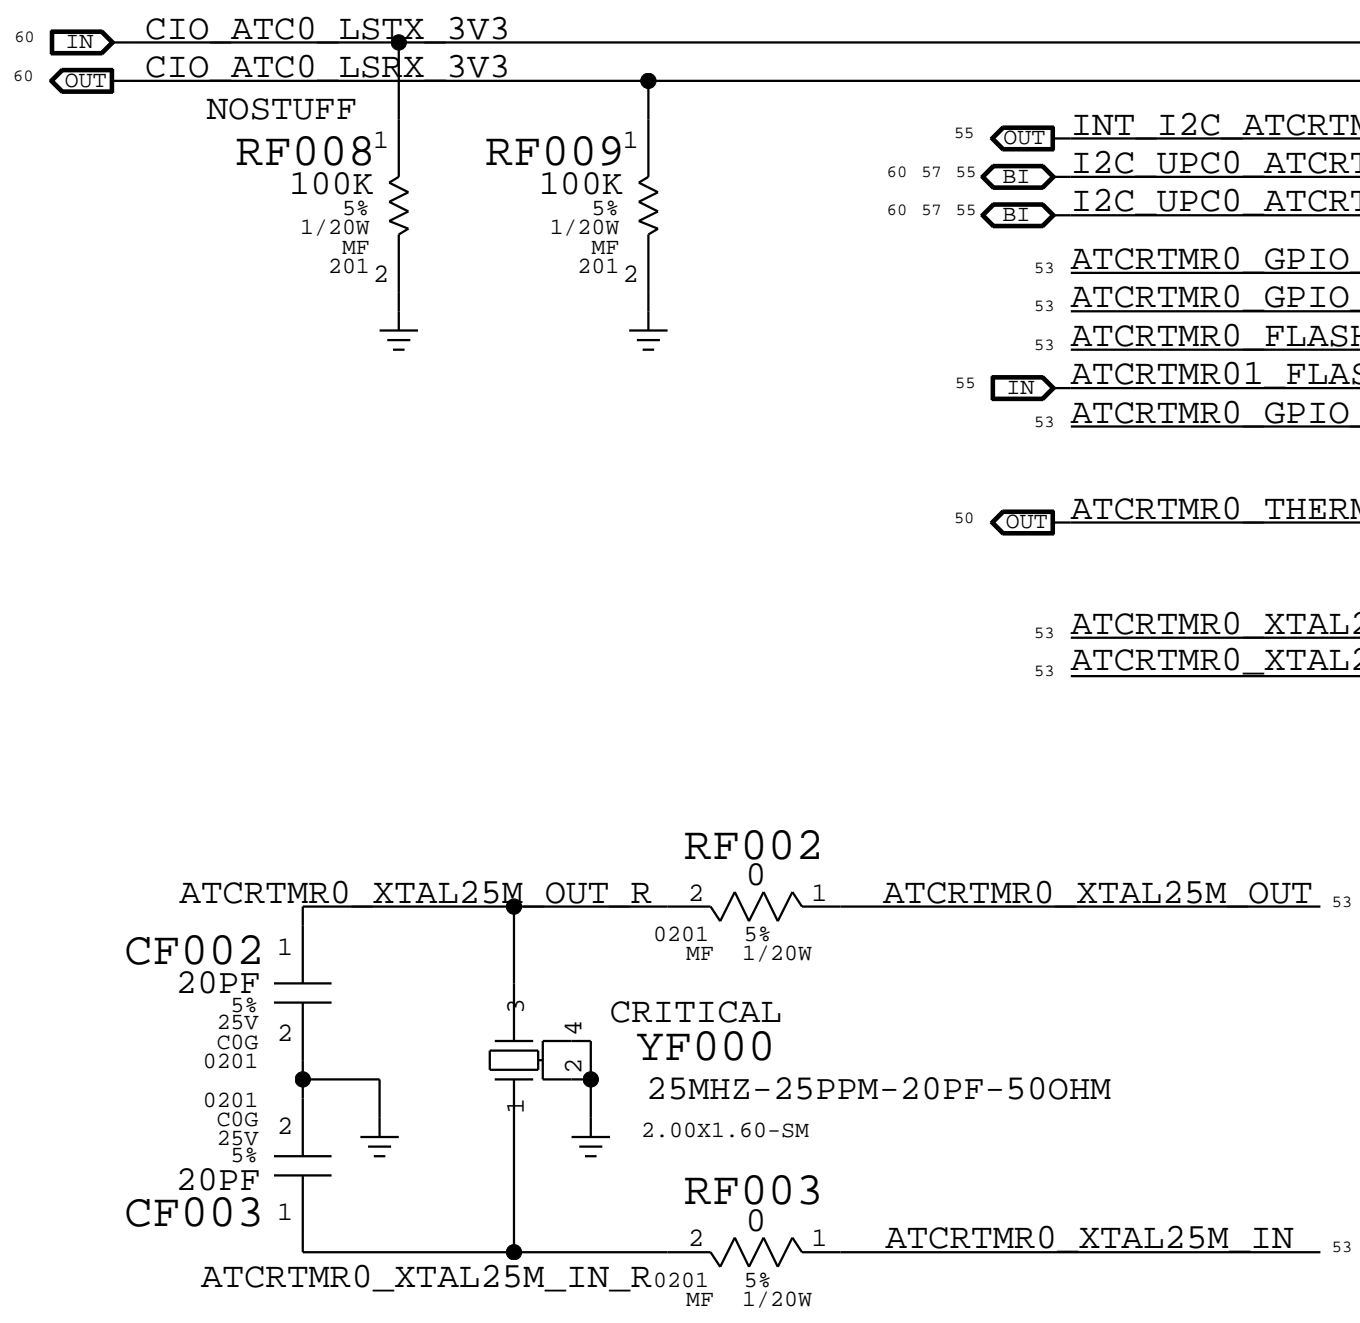 60 IN CIO_ATC0_LSTX_3V3
60 OUT CIO_ATC0_LSRX_3V3
NOSTUFF
RF008 1
100K
5%
1/20W
MF
201 2
RF009 1
100K
5%
1/20W
MF
201 2
55 OUT INT_I2C_ATCRTM
60 57 55 BI I2C_UPC0_ATCRT
60 57 55 BI I2C_UPC0_ATCRT
53 ATCRTMR0_GPIO_
53 ATCRTMR0_GPIO_
53 ATCRTMR0_FLASH
55 IN ATCRTMR01_FLAS
53 ATCRTMR0_GPIO_
50 OUT ATCRTMR0_THERM
53 ATCRTMR0_XTAL2
53 ATCRTMR0_XTAL2
RF002
0
ATCRTMR0_XTAL25M_OUT_R 2 1 ATCRTMR0_XTAL25M_OUT 53
0201 5%
MF 1/20W
CF002 1
20PF
5%
25V
C0G
0201
2
3
4
2
1
CRITICAL
YF000
25MHZ-25PPM-20PF-50OHM
2.00X1.60-SM
0201
C0G
25V
5%
2
20PF
CF003 1
RF003
0
2 1 ATCRTMR0_XTAL25M_IN 53
ATCRTMR0_XTAL25M_IN_R 0201 5%
MF 1/20W